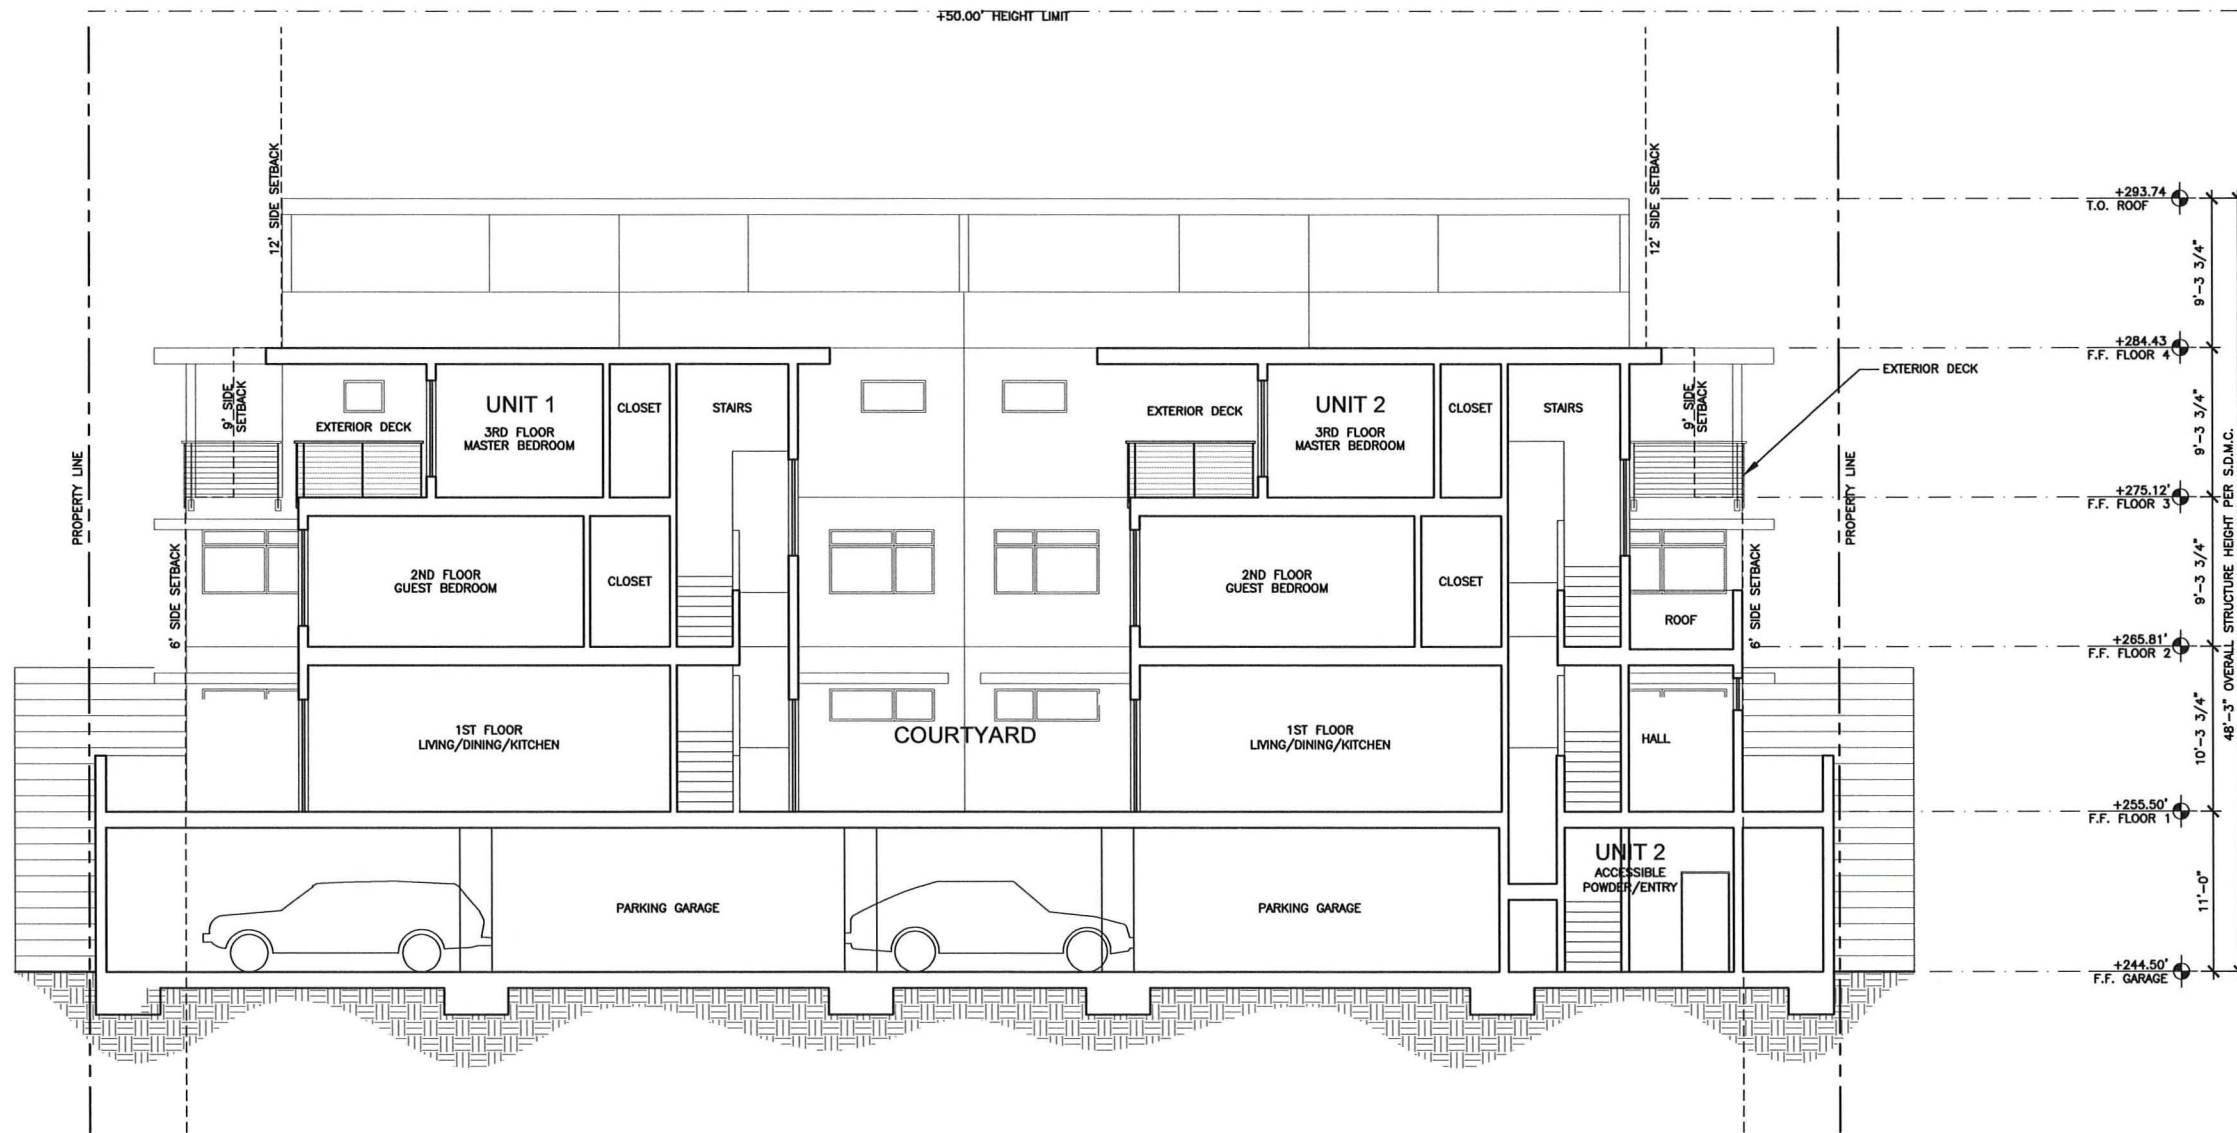 +50.00' HEIGHT LIMIT
12' SIDE SETBACK
12' SIDE SETBACK
+293.74
T.O. ROOF
9'-3 3/4"
+284.43
F.F. FLOOR 4
EXTERIOR DECK
9' SIDE
SETBACK
EXTERIOR DECK
UNIT 1
3RD FLOOR
MASTER BEDROOM
CLOSET
STAIRS
EXTERIOR DECK
UNIT 2
3RD FLOOR
MASTER BEDROOM
CLOSET
STAIRS
9' SIDE
SETBACK
9'-3 3/4"
PROPERTY LINE
PROPERTY LINE
+275.12'
F.F. FLOOR 3
6' SIDE SETBACK
2ND FLOOR
GUEST BEDROOM
CLOSET
2ND FLOOR
GUEST BEDROOM
CLOSET
ROOF
6' SIDE SETBACK
9'-3 3/4"
48'-3" OVERALL STRUCTURE HEIGHT PER S.D.M.C.
+265.81'
F.F. FLOOR 2
1ST FLOOR
LIVING/DINING/KITCHEN
COURTYARD
1ST FLOOR
LIVING/DINING/KITCHEN
HALL
10'-3 3/4"
+255.50'
F.F. FLOOR 1
PARKING GARAGE
PARKING GARAGE
UNIT 2
ACCESSIBLE
POWDER/ENTRY
11'-0"
+244.50'
F.F. GARAGE